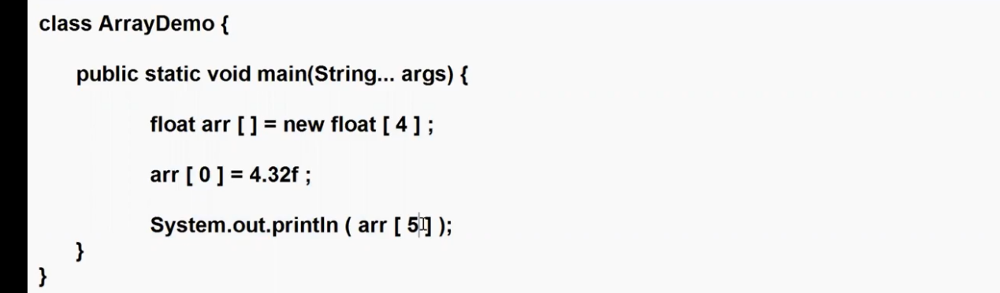 class ArrayDemo {
public static void main(String... args) {
float arr [ ] = new float [ 4 ] ;
arr [ 0 ] = 4.32f ;
System.out.println ( arr [ 5 ] );
}
}